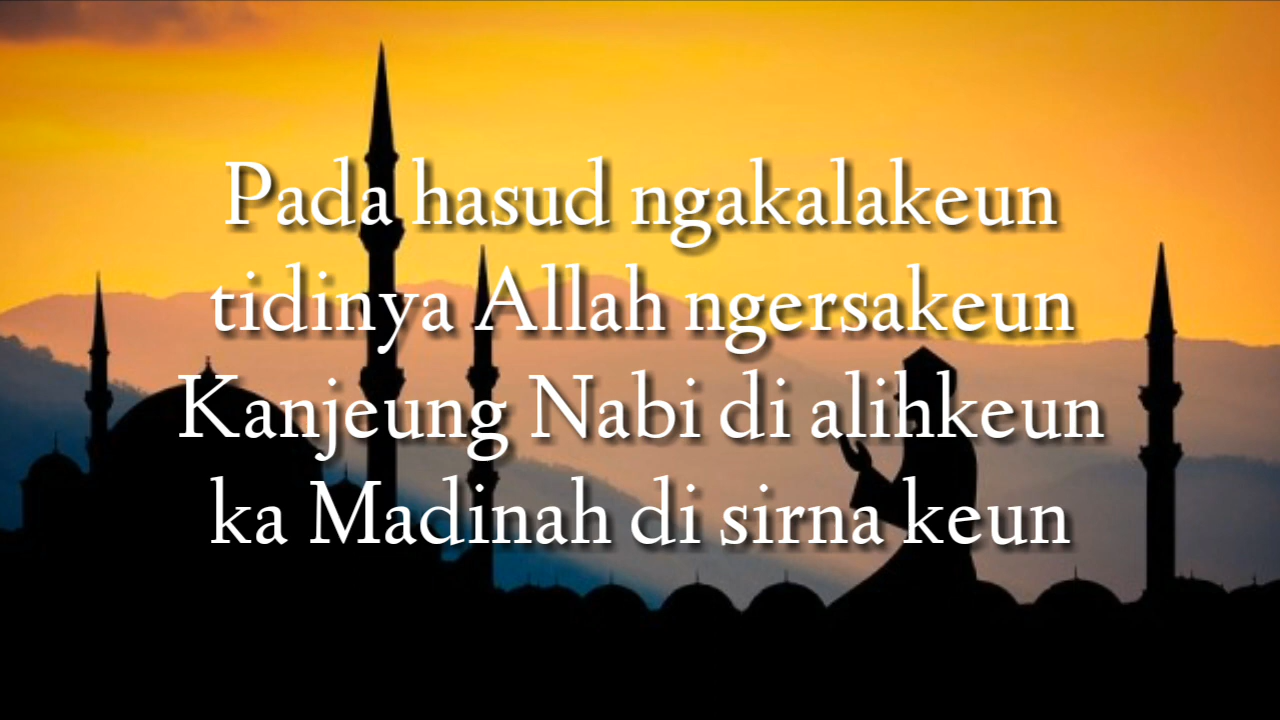 Pada hasud ngakalakeun
tidinya Allah ngersakeun
Kanjeung Nabi di alihkeun
ka Madinah di sirna keun